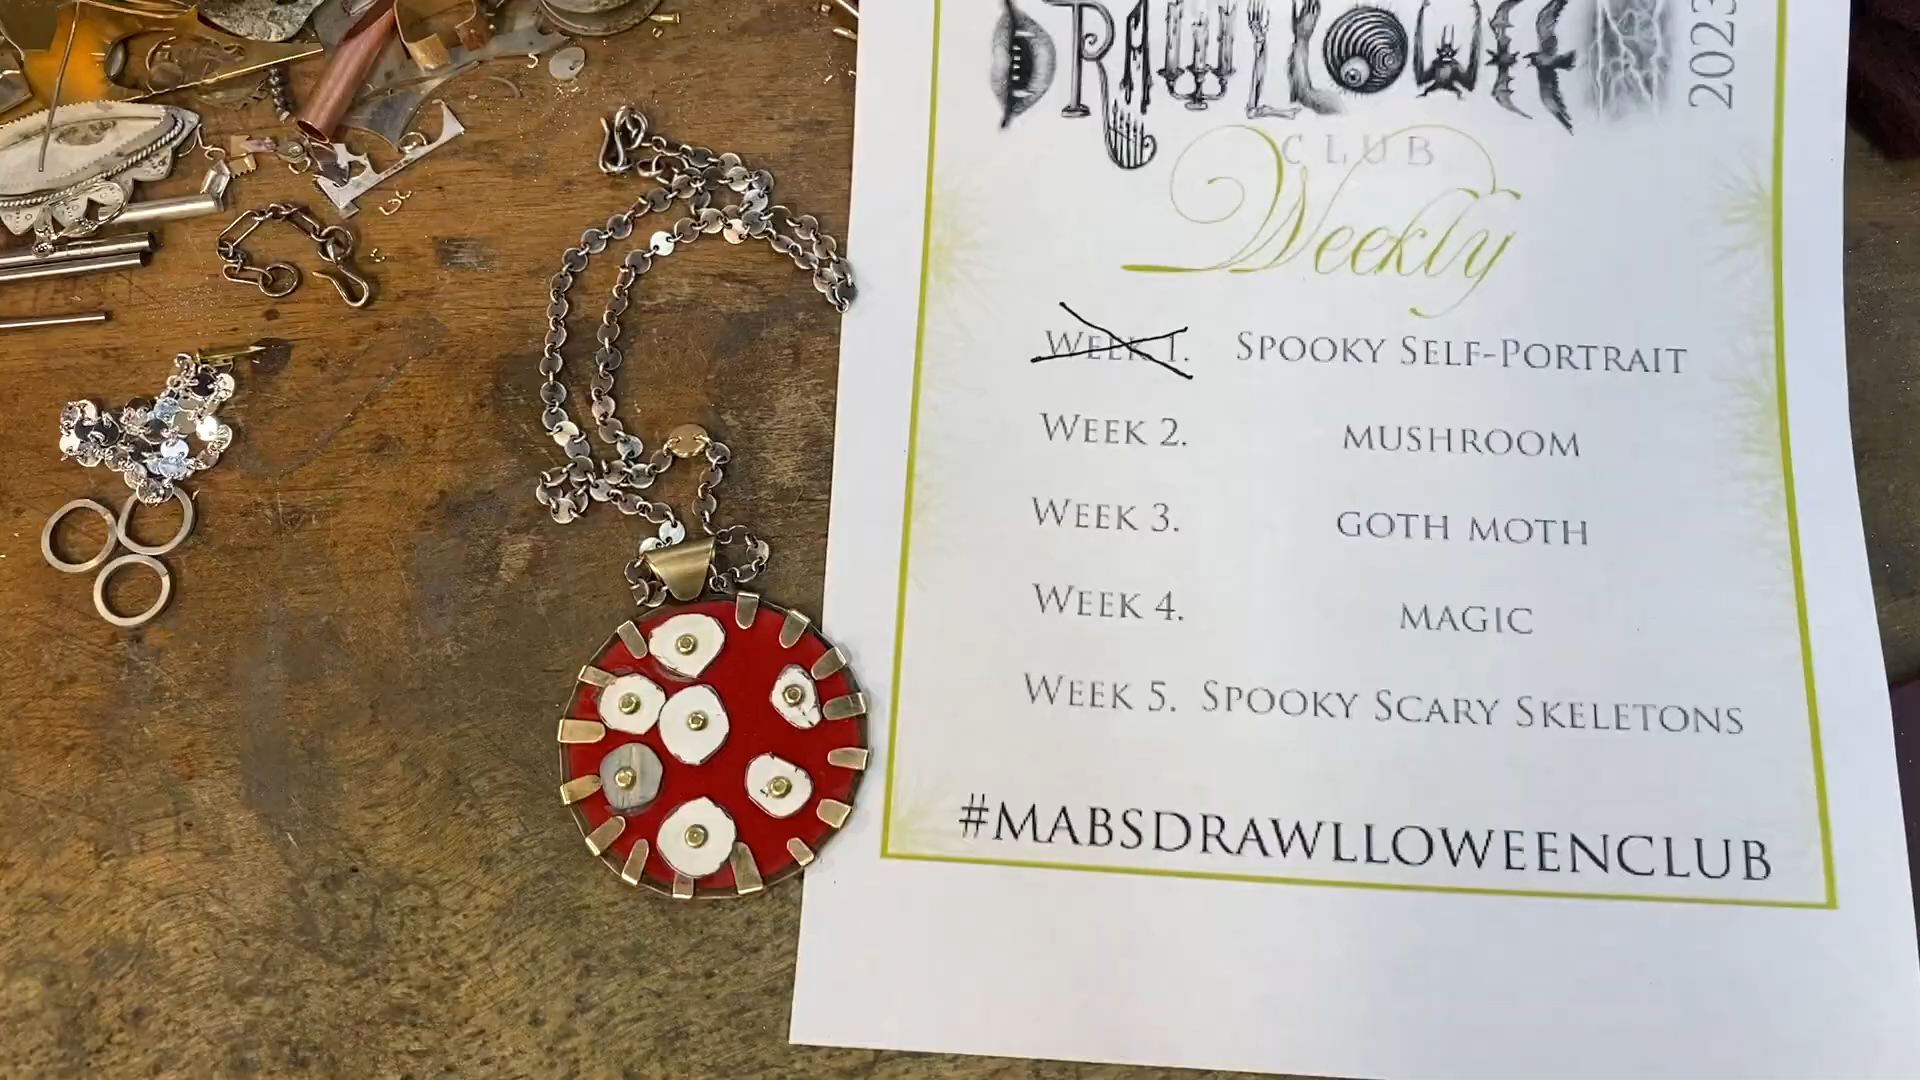 DRAWLLOWEEN
2023
CLUB
Weekly
WEEK 1. SPOOKY SELF-PORTRAIT
WEEK 2. MUSHROOM
WEEK 3. GOTH MOTH
WEEK 4. MAGIC
WEEK 5. SPOOKY SCARY SKELETONS
#MABSDRAWLLOWEENCLUB